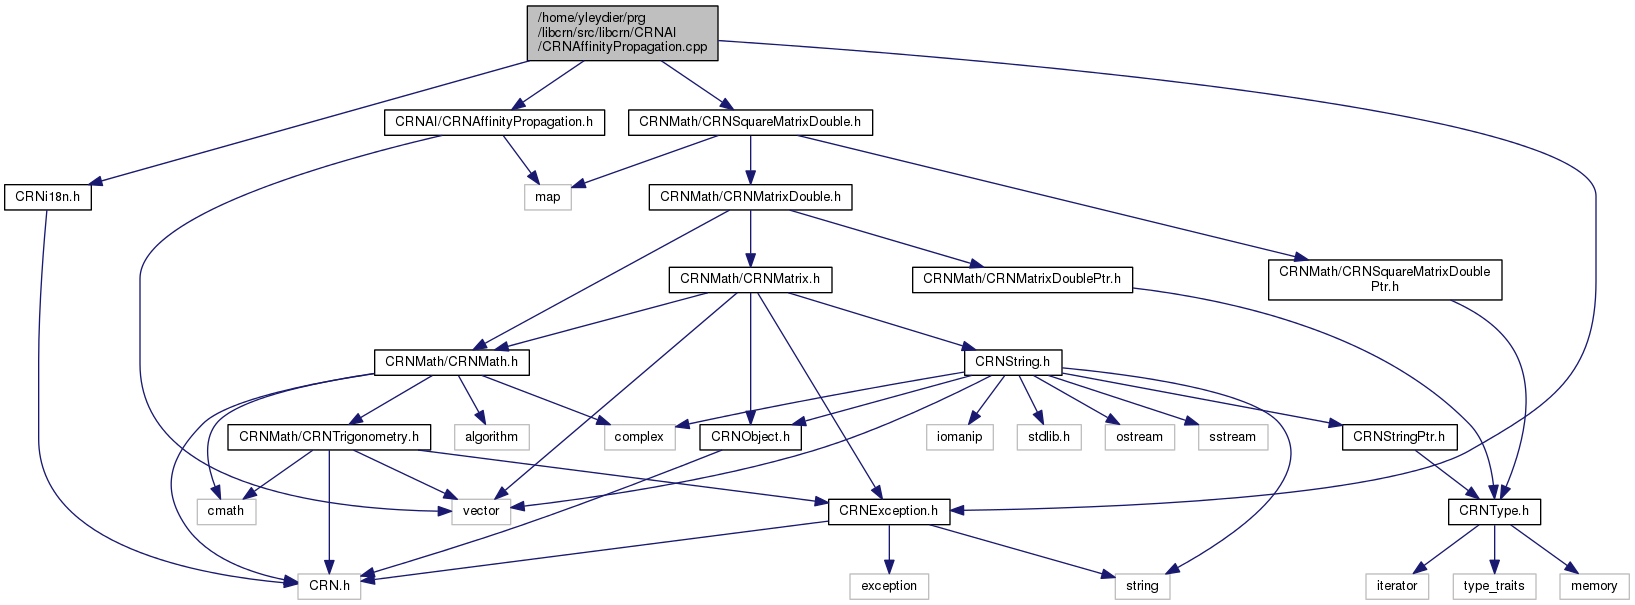 /home/yleydier/prg
/libcrn/src/libcrn/CRNAI
/CRNAffinityPropagation.cpp
CRNAI/CRNAffinityPropagation.h
CRNMath/CRNSquareMatrixDouble.h
CRNi18n.h
map
CRNMath/CRNMatrixDouble.h
CRNMath/CRNMatrix.h
CRNMath/CRNMatrixDoublePtr.h
CRNMath/CRNSquareMatrixDouble
Ptr.h
CRNMath/CRNMath.h
CRNString.h
CRNMath/CRNTrigonometry.h
algorithm
complex
CRNObject.h
iomanip
stdlib.h
ostream
sstream
CRNStringPtr.h
cmath
vector
CRNException.h
CRNType.h
CRN.h
exception
string
iterator
type_traits
memory